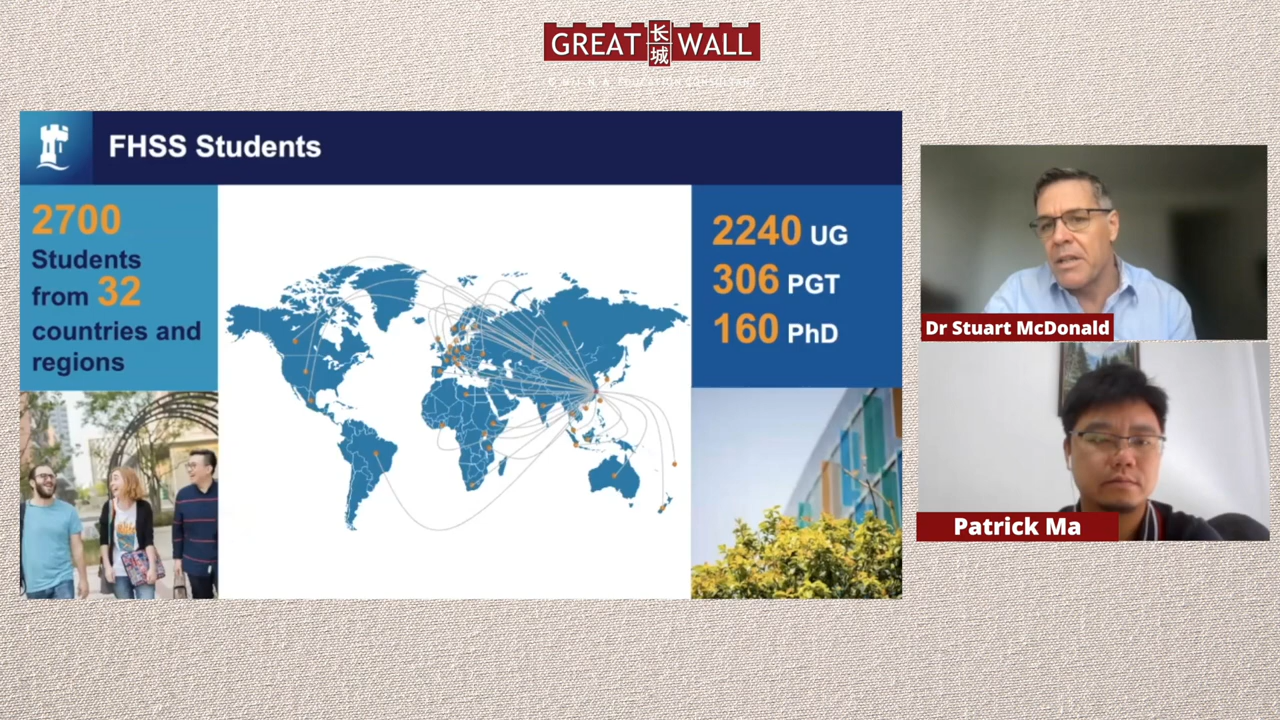 GREAT 长城 WALL
FHSS Students
2700
Students
from 32
countries and
regions
2240 UG
306 PGT
160 PhD
Dr Stuart McDonald
Patrick Ma